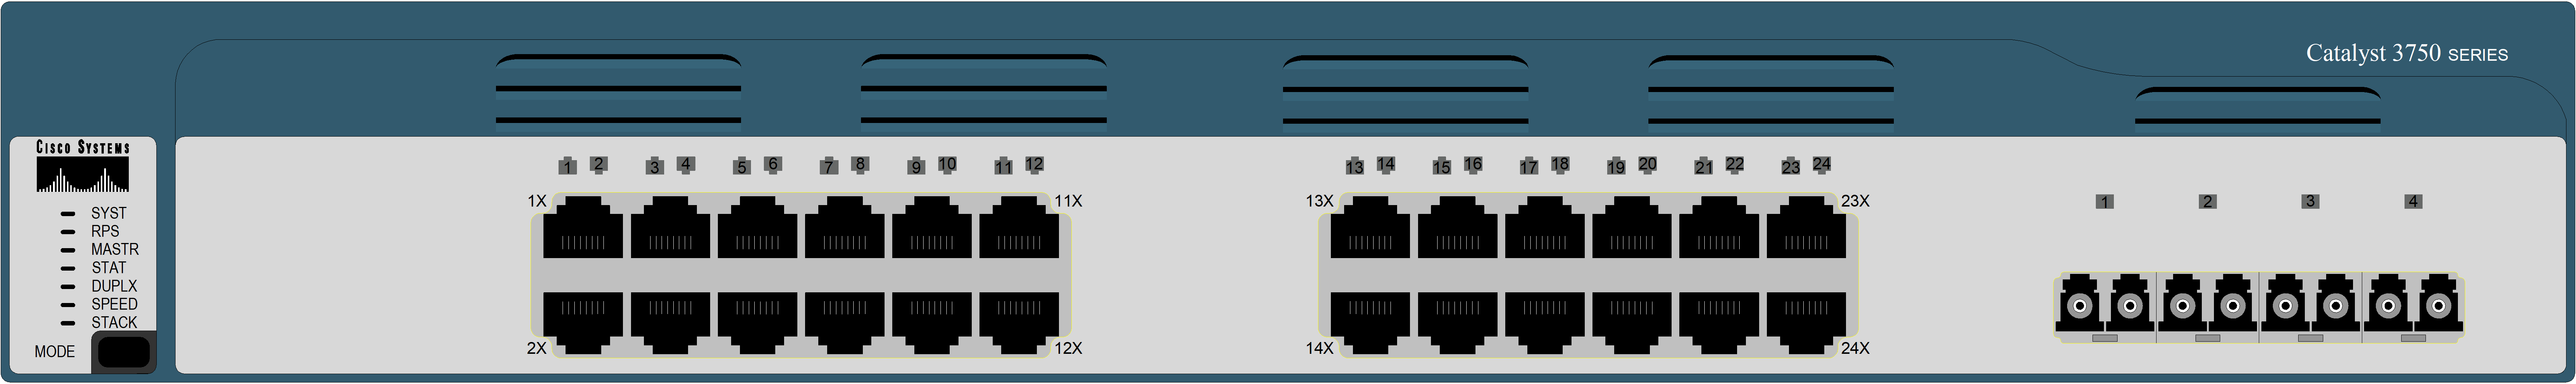 Catalyst 3750 SERIES
CISCO SYSTEMS
SYST
RPS
MASTR
STAT
DUPLX
SPEED
STACK
MODE
1 2 3 4 5 6 7 8 9 10 11 12
1X 11X
2X 12X
13 14 15 16 17 18 19 20 21 22 23 24
13X 23X
14X 24X
1 2 3 4